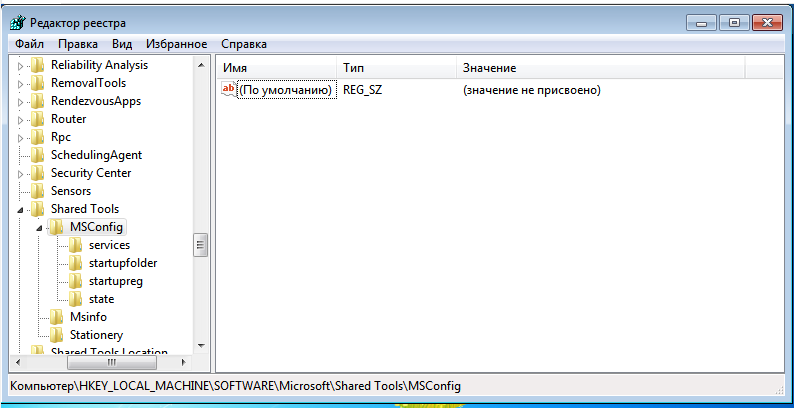 Редактор реестра
Файл Правка Вид Избранное Справка
Reliability Analysis
RemovalTools
RendezvousApps
Router
Rpc
SchedulingAgent
Security Center
Sensors
Shared Tools
MSConfig
services
startupfolder
startupreg
state
Msinfo
Stationery
Shared Tools Location
Имя Тип Значение
ab (По умолчанию) REG_SZ (значение не присвоено)
Компьютер\HKEY_LOCAL_MACHINE\SOFTWARE\Microsoft\Shared Tools\MSConfig